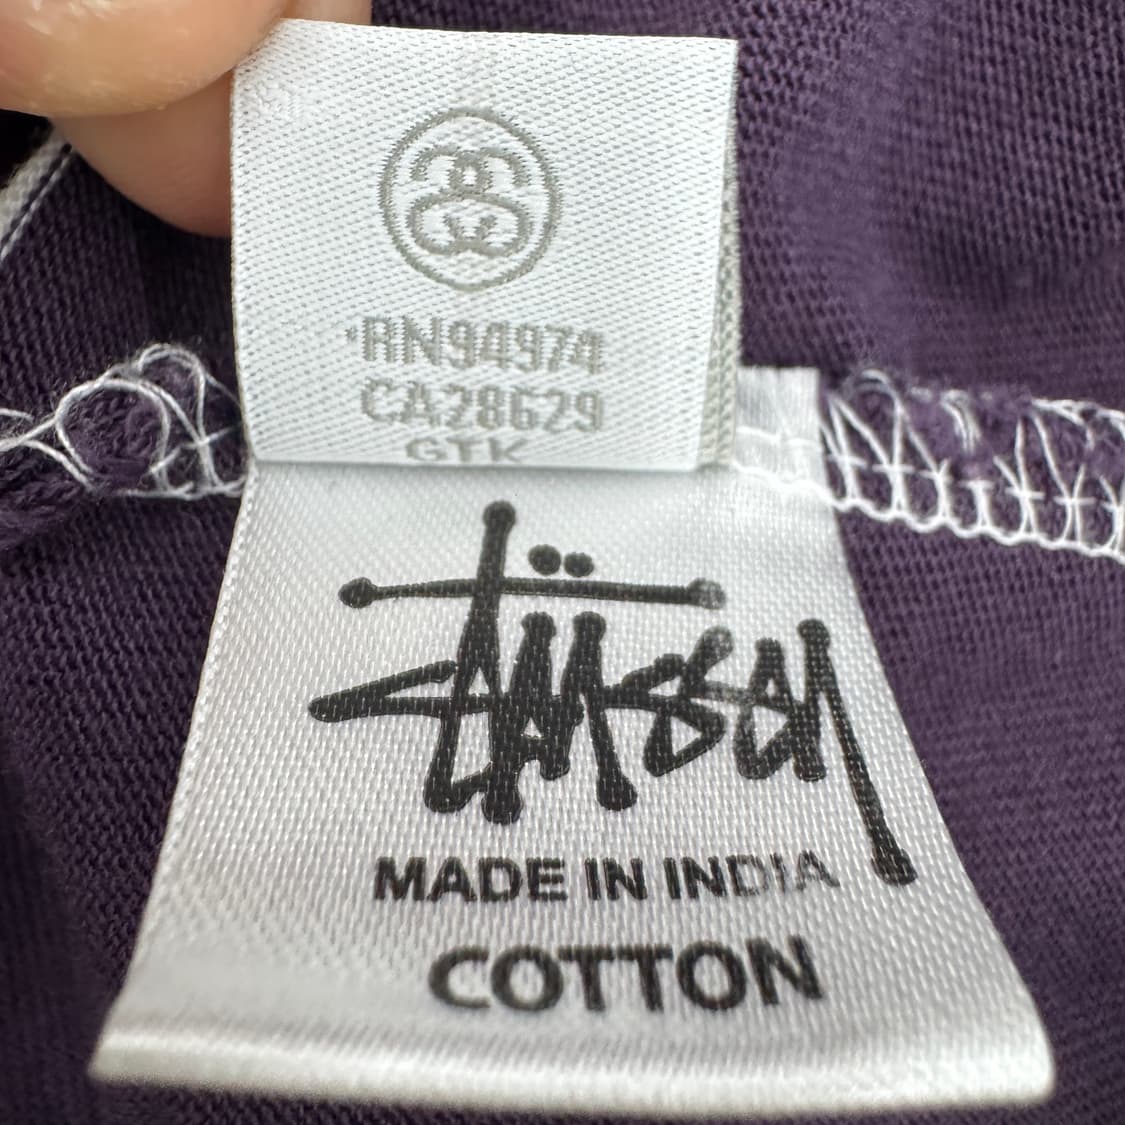 RN94974
CA28629
GTK
Stüssy
MADE IN INDIA
COTTON